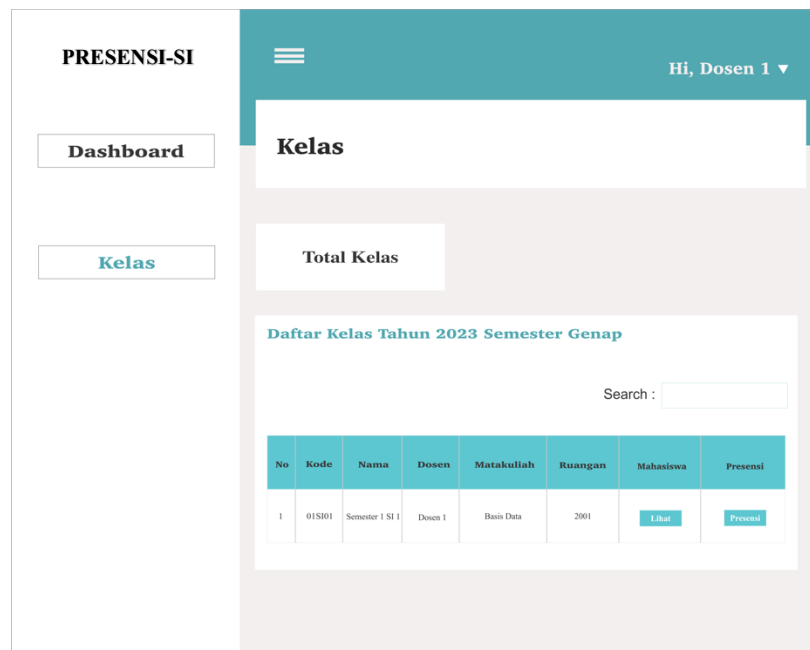 PRESENSI-SI
Hi, Dosen 1 ▼
Dashboard
Kelas
Kelas
Total Kelas
Daftar Kelas Tahun 2023 Semester Genap
Search :
No Kode Nama Dosen Matakuliah Ruangan Mahasiswa Presensi
1 01SI01 Semester 1 SI 1 Dosen 1 Basis Data 2001 Lihat Presensi